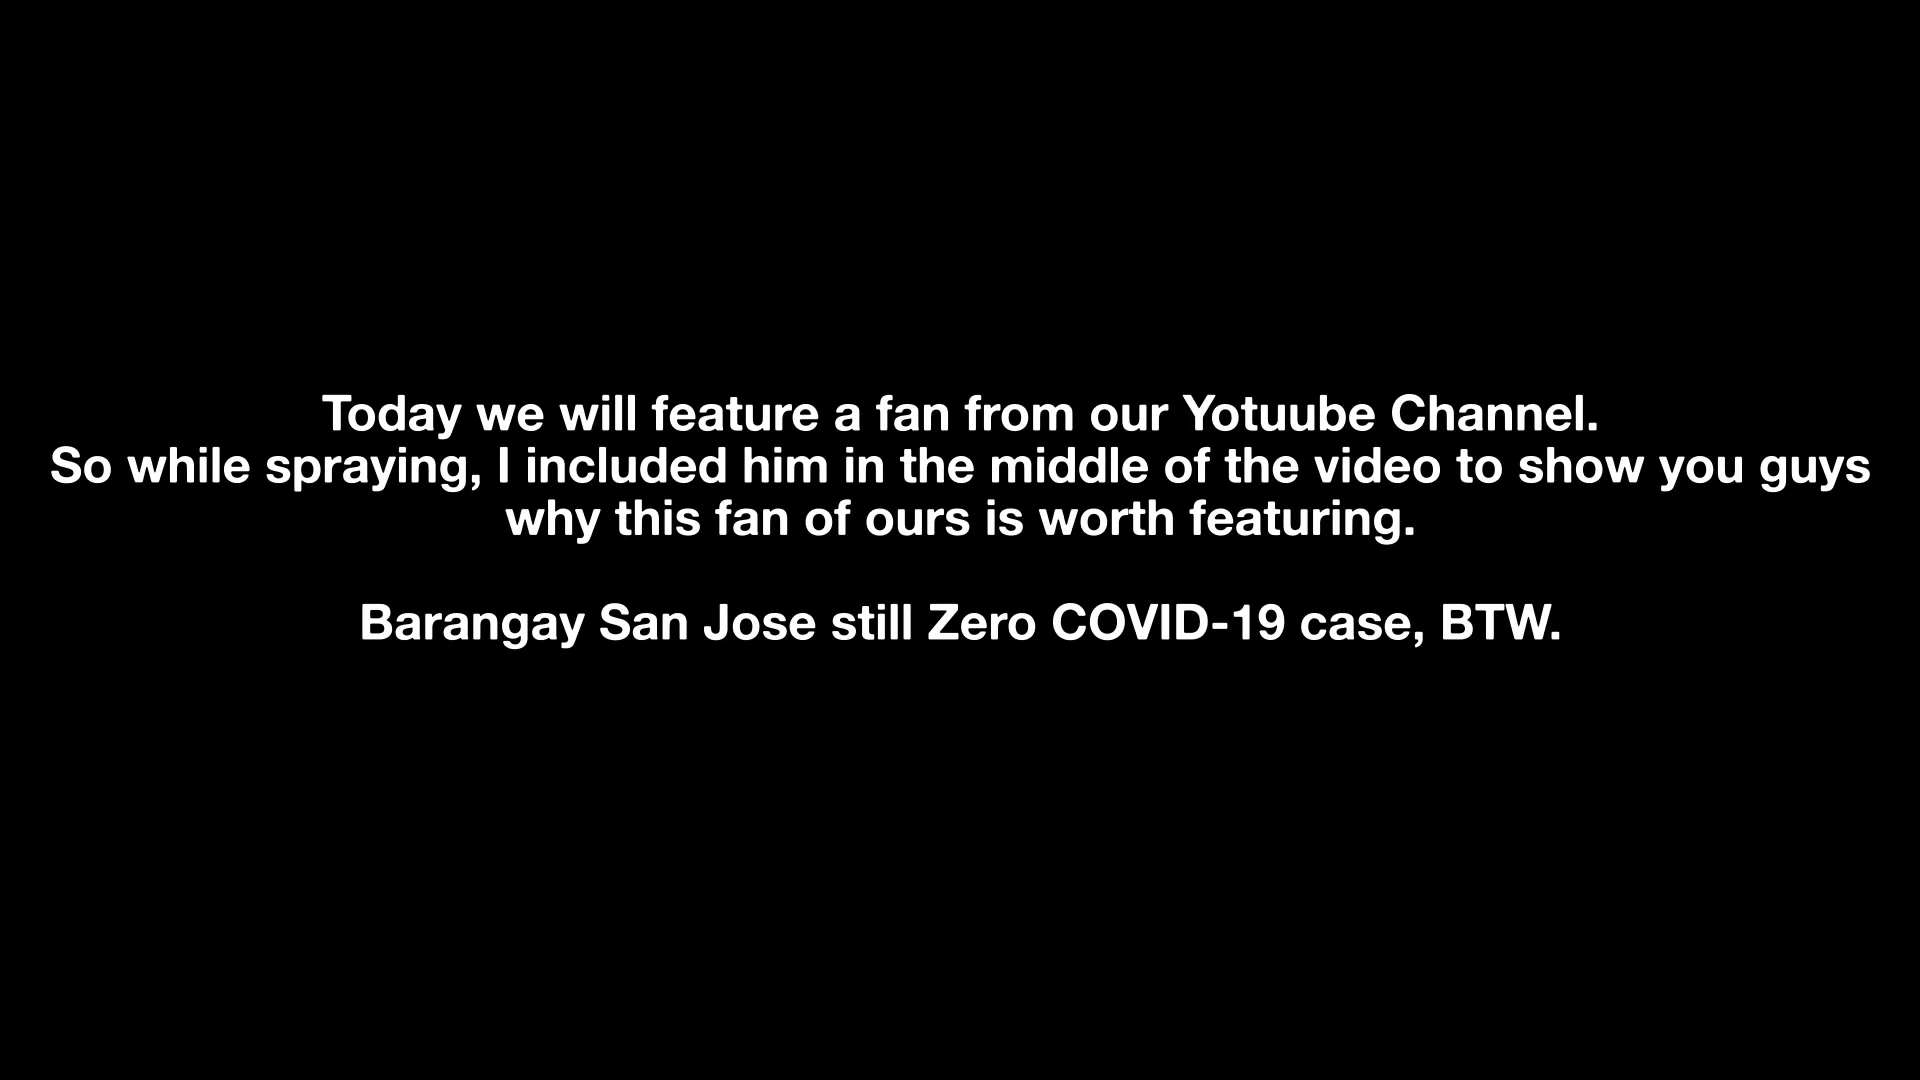 Today we will feature a fan from our Yotuube Channel.
So while spraying, I included him in the middle of the video to show you guys
why this fan of ours is worth featuring.
Barangay San Jose still Zero COVID-19 case, BTW.